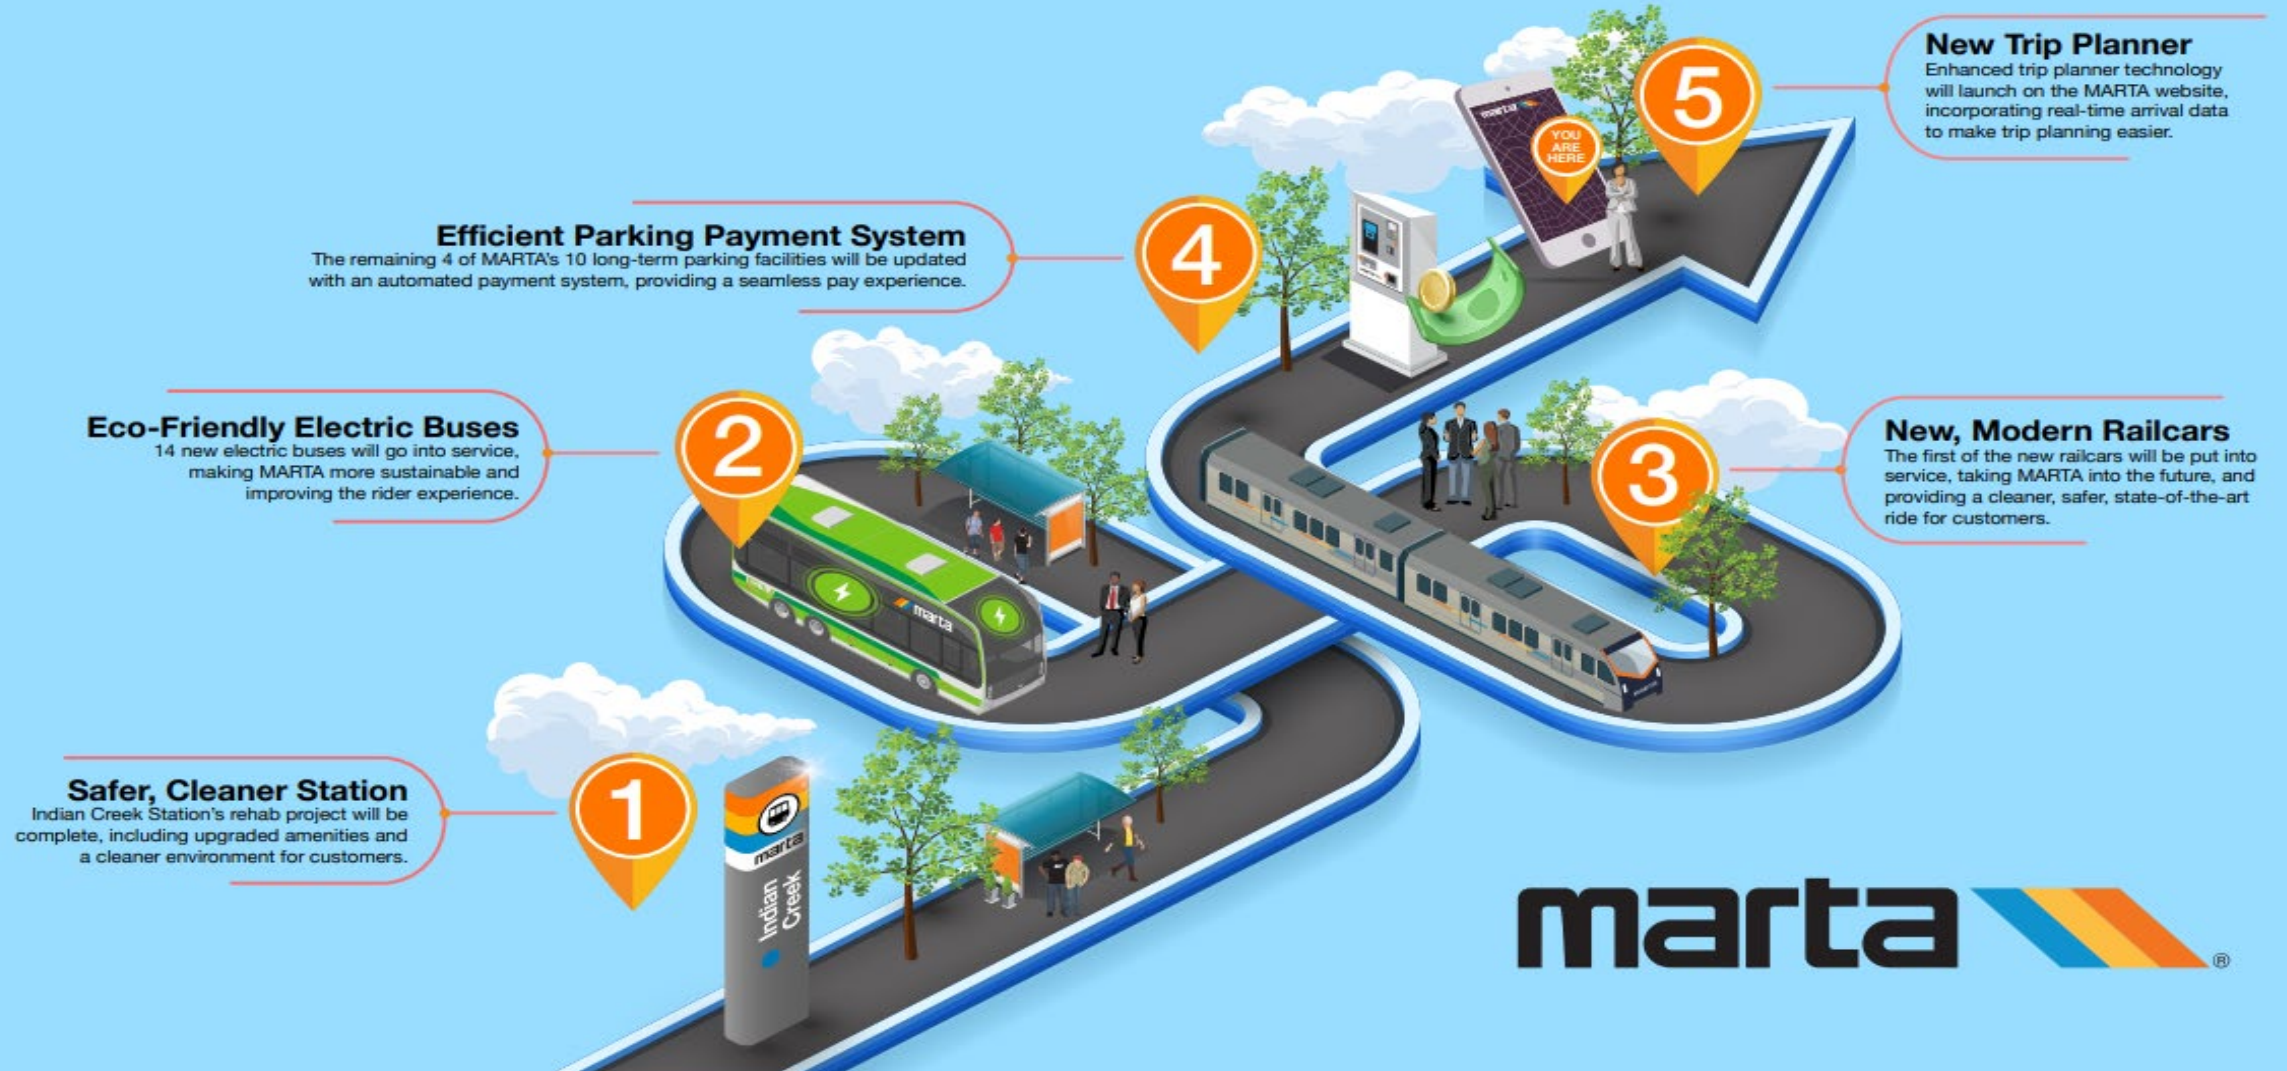 New Trip Planner
Enhanced trip planner technology
will launch on the MARTA website,
incorporating real-time arrival data
to make trip planning easier.
5
marta
YOU
ARE
HERE
Efficient Parking Payment System
The remaining 4 of MARTA's 10 long-term parking facilities will be updated
with an automated payment system, providing a seamless pay experience.
4
Eco-Friendly Electric Buses
14 new electric buses will go into service,
making MARTA more sustainable and
improving the rider experience.
2
marta
New, Modern Railcars
The first of the new railcars will be put into
service, taking MARTA into the future, and
providing a cleaner, safer, state-of-the-art
ride for customers.
3
Safer, Cleaner Station
Indian Creek Station's rehab project will be
complete, including upgraded amenities and
a cleaner environment for customers.
1
marta
Indian
Creek
marta
®